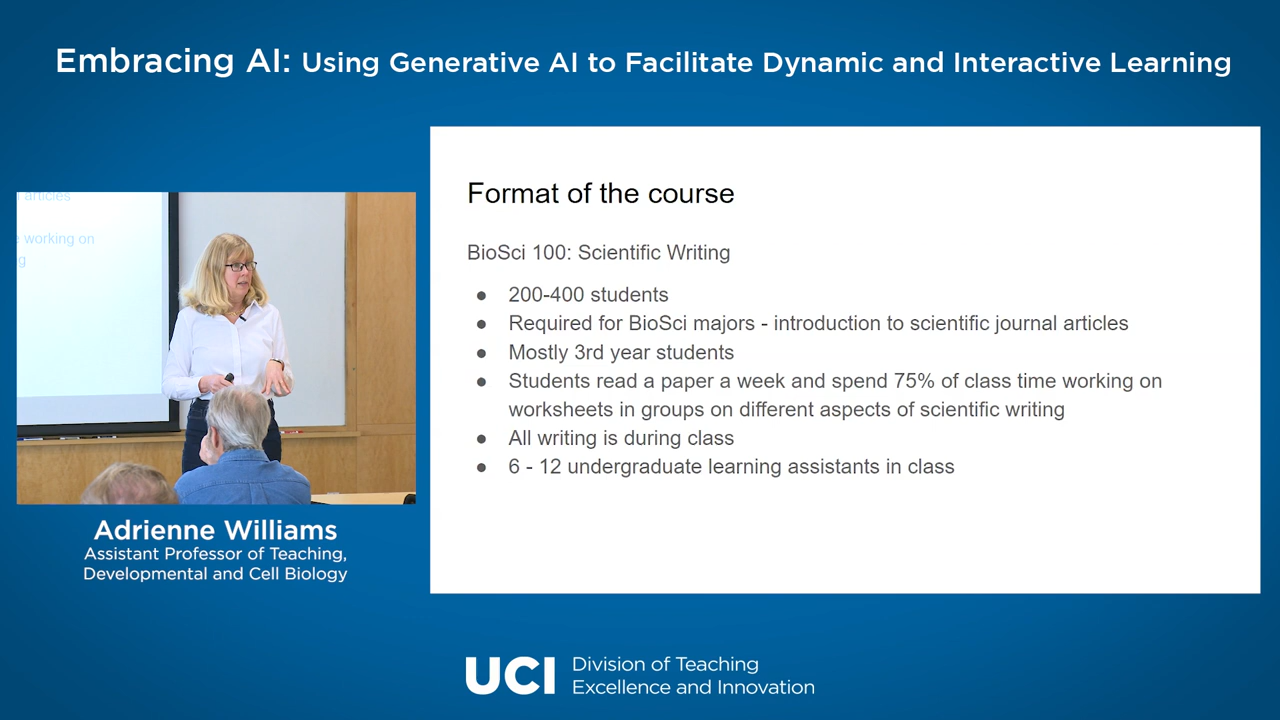 Embracing AI: Using Generative AI to Facilitate Dynamic and Interactive Learning
articles
working on
g
Adrienne Williams
Assistant Professor of Teaching,
Developmental and Cell Biology
Format of the course
BioSci 100: Scientific Writing
● 200-400 students
● Required for BioSci majors - introduction to scientific journal articles
● Mostly 3rd year students
● Students read a paper a week and spend 75% of class time working on
worksheets in groups on different aspects of scientific writing
● All writing is during class
● 6 - 12 undergraduate learning assistants in class
UCI Division of Teaching
Excellence and Innovation